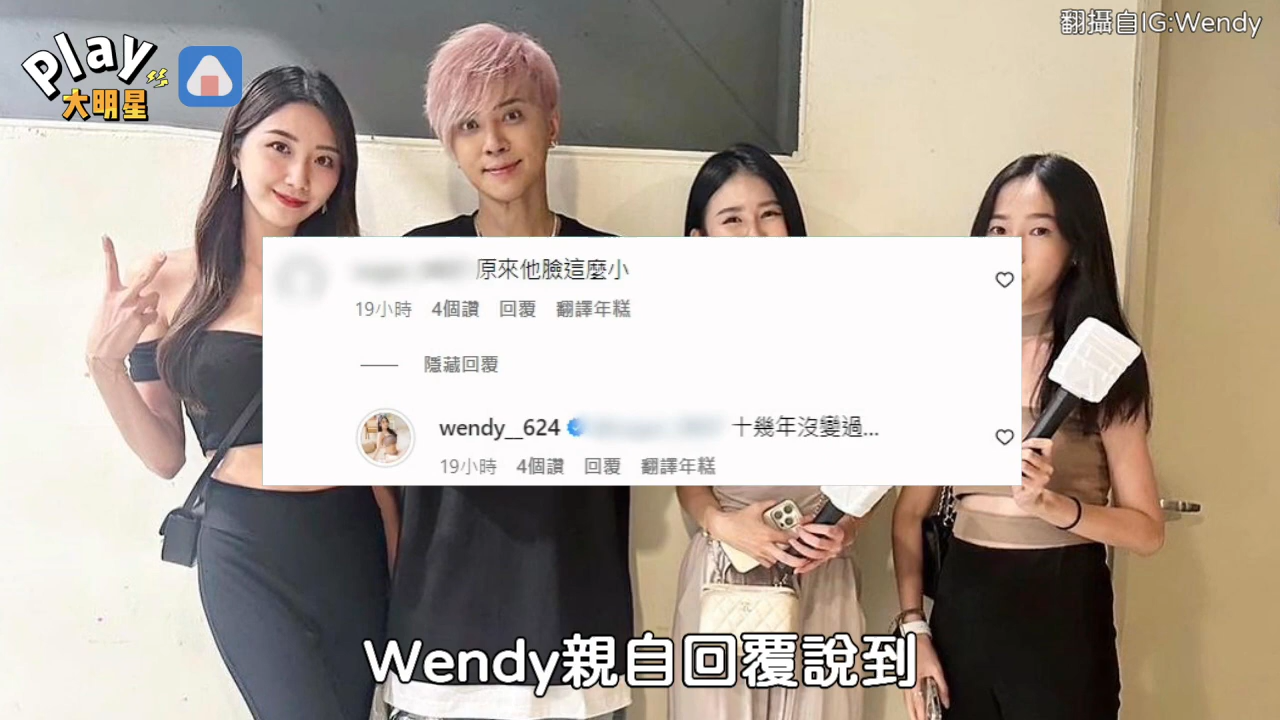 Play
大明星
翻攝自IG:Wendy
原來他臉這麼小
19小時 4個讚 回覆 翻譯年糕
隱藏回覆
wendy__624 十幾年沒變過...
19小時 4個讚 回覆 翻譯年糕
Wendy親自回覆說到